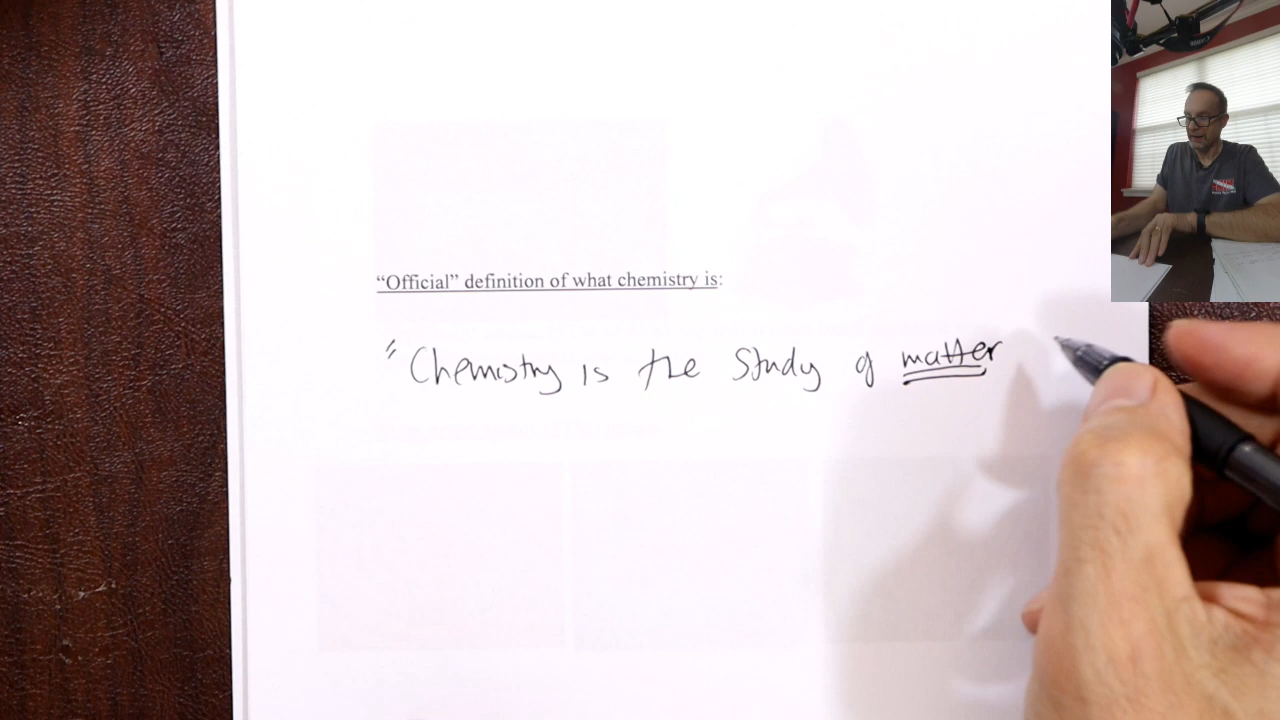 “Official” definition of what chemistry is:
" Chemistry is the Study of matter